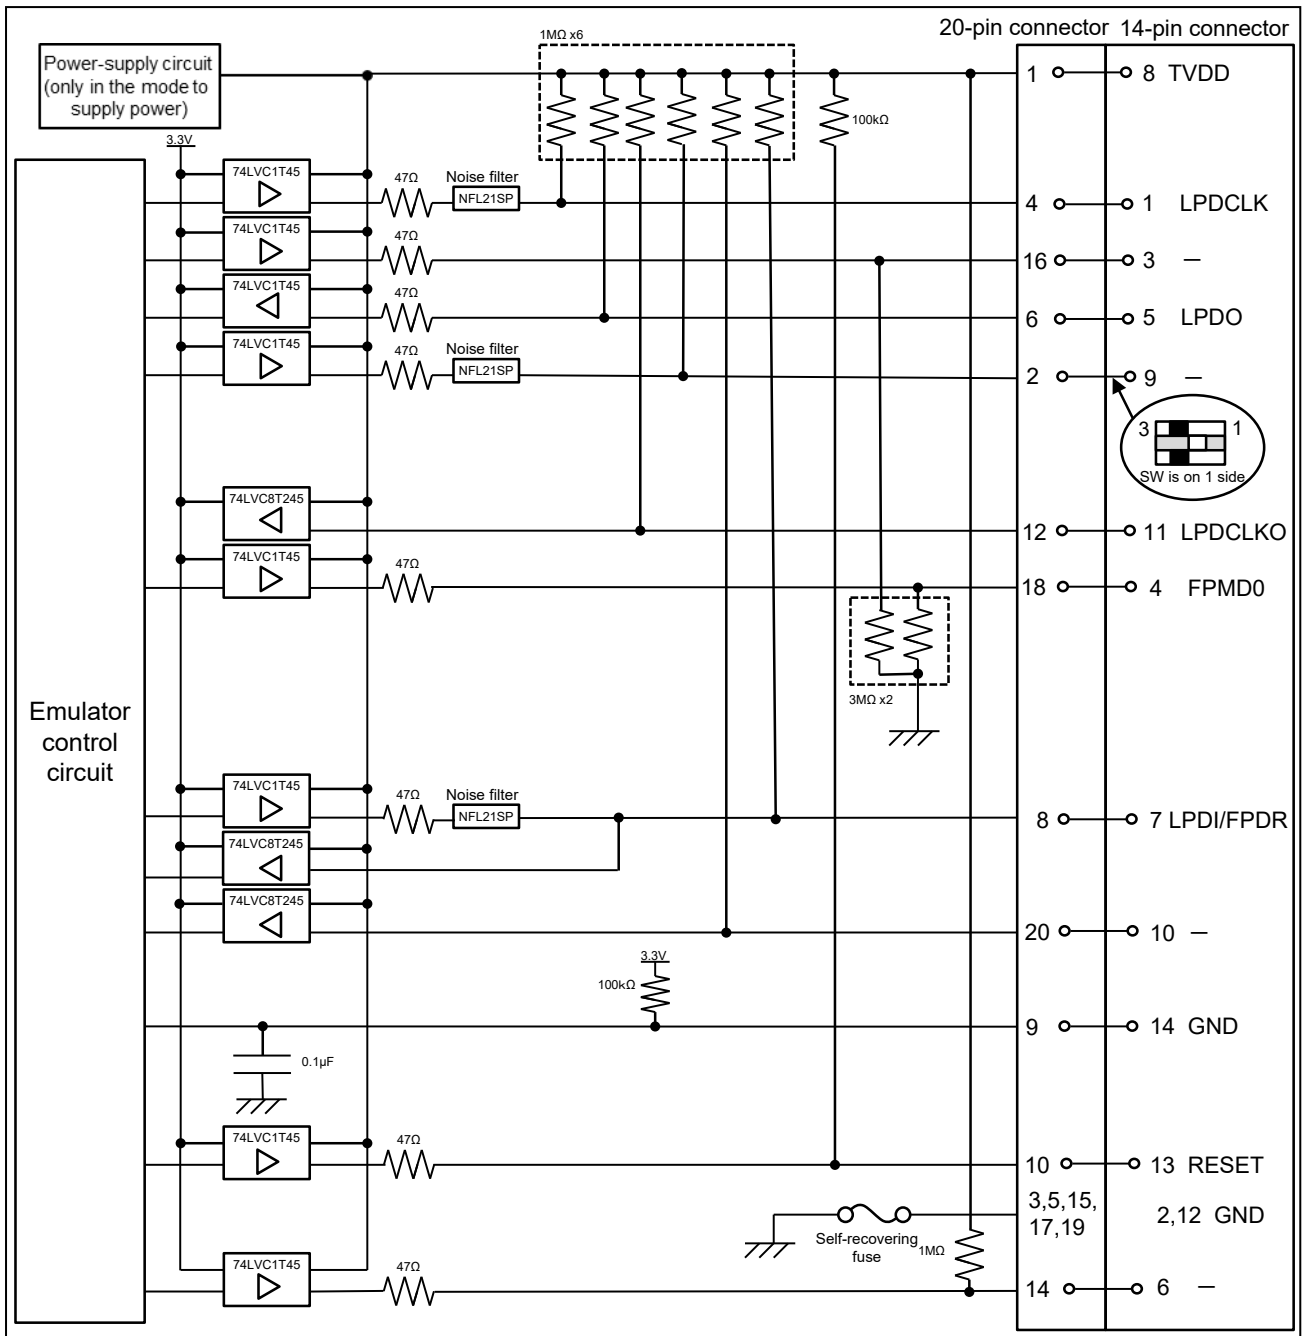 20-pin connector 14-pin connector
1MΩ x6
Power-supply circuit
(only in the mode to
supply power)
1 8 TVDD
100kΩ
3.3V
74LVC1T45
47Ω
Noise filter
NFL21SP
4 1 LPDCLK
74LVC1T45
47Ω
16 3 —
74LVC1T45
47Ω
6 5 LPDO
74LVC1T45
47Ω
Noise filter
NFL21SP
2 9 —
3 1
SW is on 1 side
74LVC8T245
12 11 LPDCLKO
74LVC1T45
47Ω
18 4 FPMD0
3MΩ x2
Emulator
control
circuit
74LVC1T45
47Ω
Noise filter
NFL21SP
8 7 LPDI/FPDR
74LVC8T245
74LVC8T245
20 10 —
3.3V
100kΩ
9 14 GND
0.1µF
74LVC1T45
47Ω
10 13 RESET
3,5,15,
17,19
2,12 GND
Self-recovering
fuse
1MΩ
74LVC1T45
47Ω
14 6 —